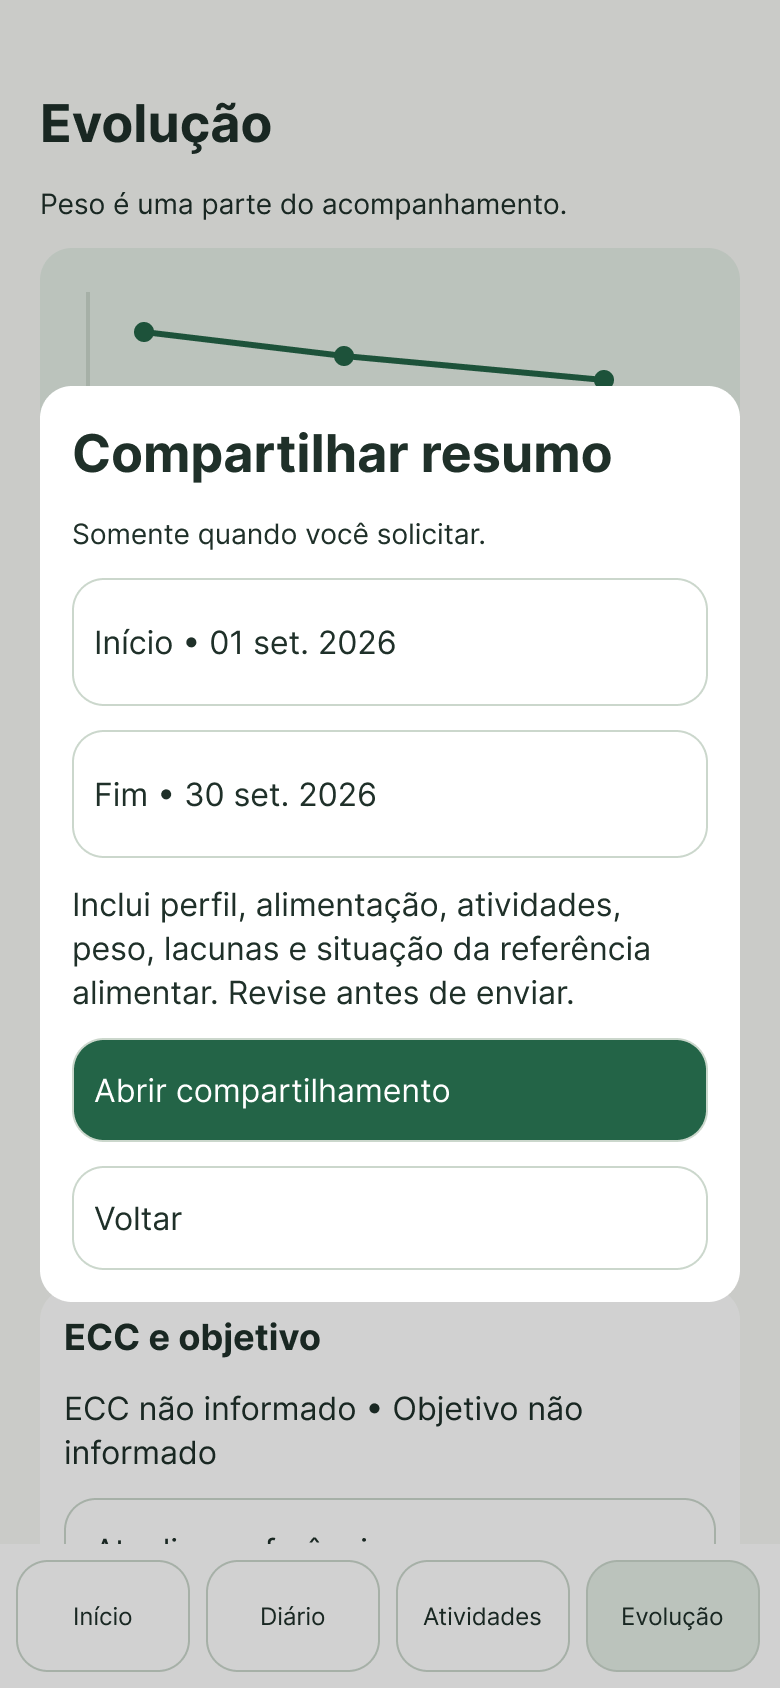 Evolução
Peso é uma parte do acompanhamento.
Compartilhar resumo
Somente quando você solicitar.
Início • 01 set. 2026
Fim • 30 set. 2026
Inclui perfil, alimentação, atividades,
peso, lacunas e situação da referência
alimentar. Revise antes de enviar.
Abrir compartilhamento
Voltar
ECC e objetivo
ECC não informado • Objetivo não
informado
Início
Diário
Atividades
Evolução